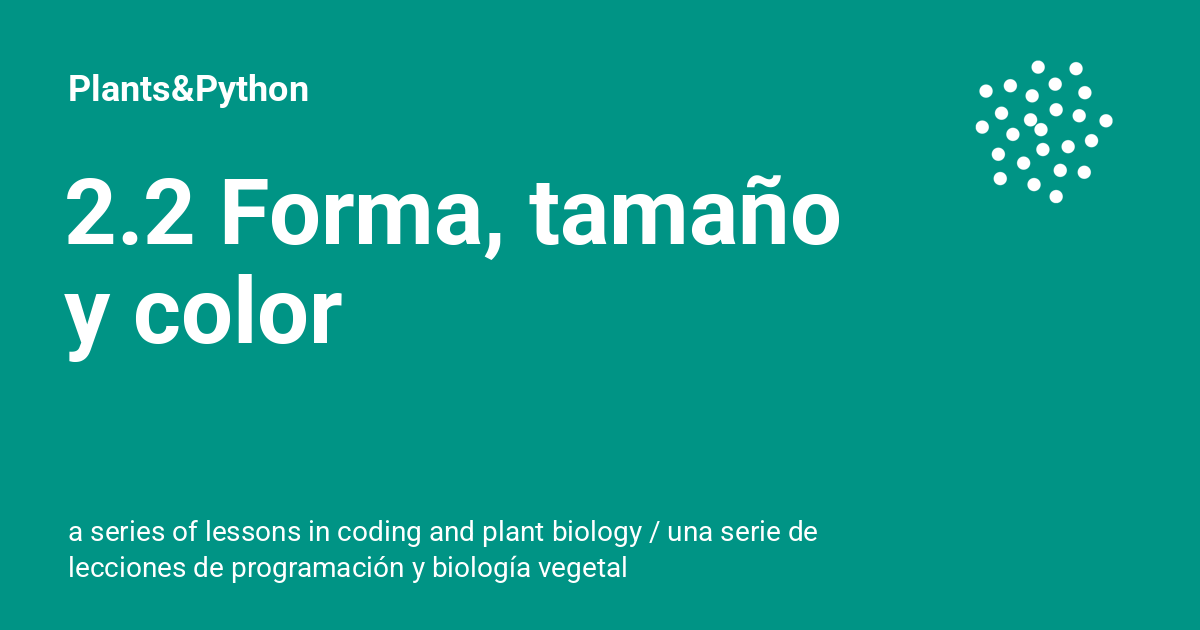 Plants&Python
2.2 Forma, tamaño
y color
a series of lessons in coding and plant biology / una serie de
lecciones de programación y biología vegetal